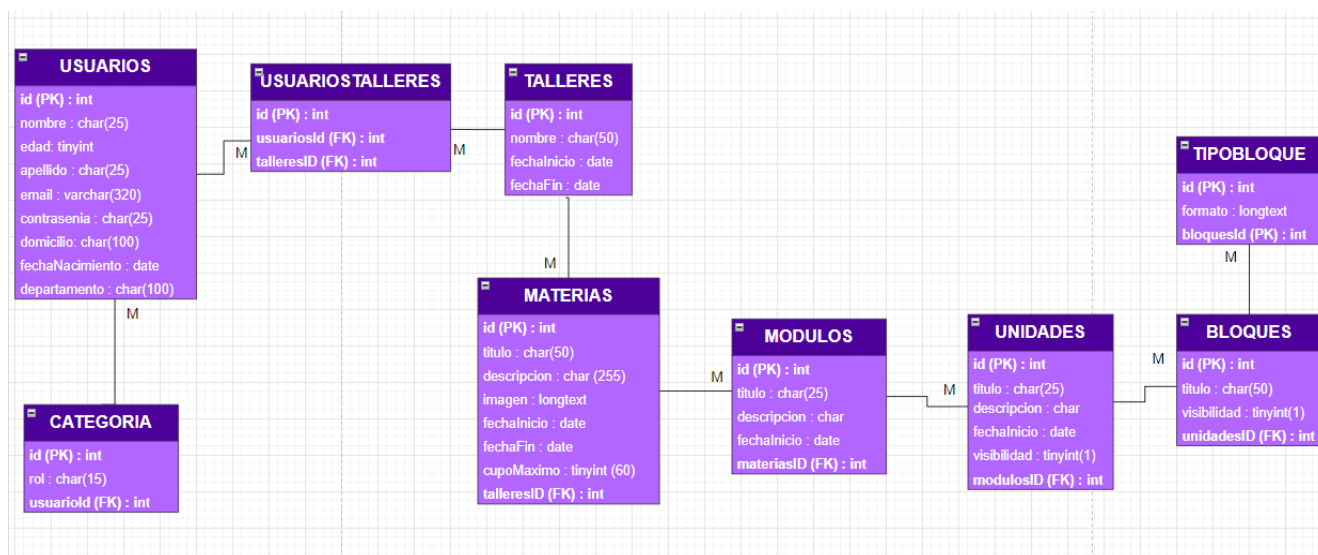 USUARIOS
id (PK) : int
nombre : char(25)
edad: tinyint
apellido : char(25)
email : varchar(320)
contrasenia : char(25)
domicilio: char(100)
fechaNacimiento : date
departamento : char(100)
M
CATEGORIA
id (PK) : int
rol : char(15)
usuarioId (FK) : int
M
USUARIOSTALLERES
id (PK) : int
usuariosId (FK) : int
talleresID (FK) : int
M
TALLERES
id (PK) : int
nombre : char(50)
fechaInicio : date
fechaFin : date
M
MATERIAS
id (PK) : int
titulo : char(50)
descripcion : char (255)
imagen : longtext
fechaInicio : date
fechaFin : date
cupoMaximo : tinyint (60)
talleresID (FK) : int
M
MODULOS
id (PK) : int
titulo : char(25)
descripcion : char
fechaInicio : date
materiasID (FK) : int
M
UNIDADES
id (PK) : int
titulo : char(25)
descripcion : char
fechaInicio : date
visibilidad : tinyint(1)
modulosID (FK) : int
M
TIPOBLOQUE
id (PK) : int
formato : longtext
bloquesId (PK) : int
M
BLOQUES
id (PK) : int
titulo : char(50)
visibilidad : tinyint(1)
unidadesID (FK) : int